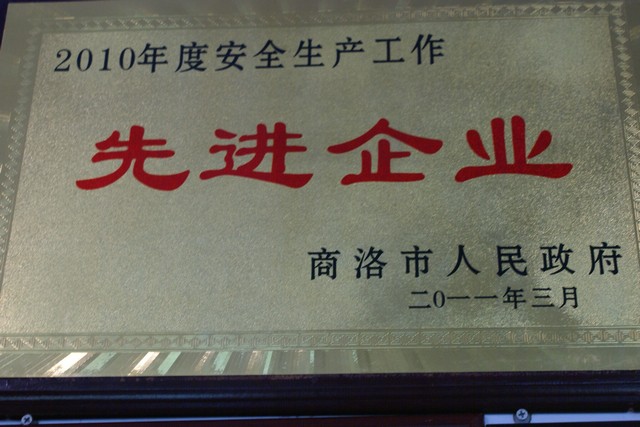 2010年度安全生产工作
先进企业
商洛市人民政府
二0一一年三月